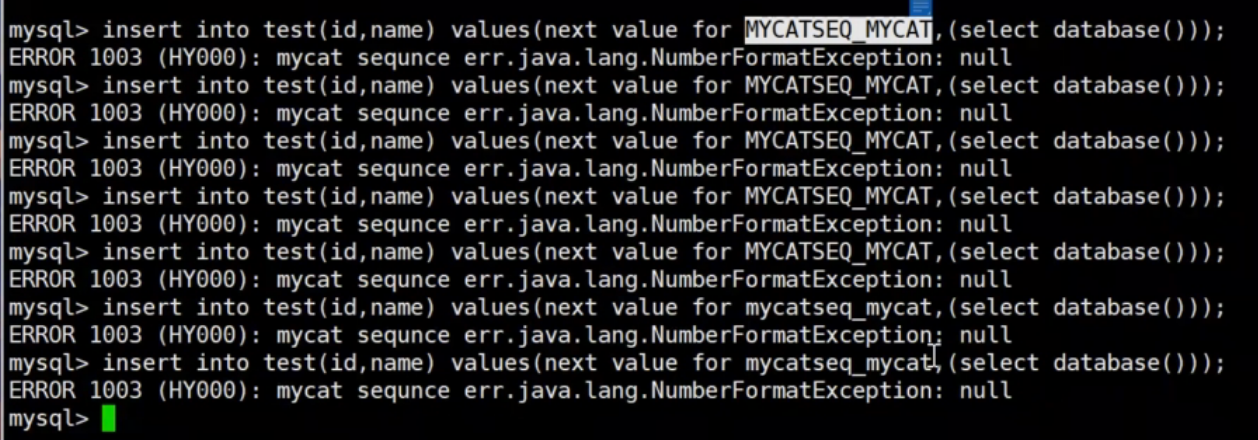 mysql> insert into test(id,name) values(next value for MYCATSEQ_MYCAT,(select database()));
ERROR 1003 (HY000): mycat sequnce err.java.lang.NumberFormatException: null
mysql> insert into test(id,name) values(next value for MYCATSEQ_MYCAT,(select database()));
ERROR 1003 (HY000): mycat sequnce err.java.lang.NumberFormatException: null
mysql> insert into test(id,name) values(next value for MYCATSEQ_MYCAT,(select database()));
ERROR 1003 (HY000): mycat sequnce err.java.lang.NumberFormatException: null
mysql> insert into test(id,name) values(next value for MYCATSEQ_MYCAT,(select database()));
ERROR 1003 (HY000): mycat sequnce err.java.lang.NumberFormatException: null
mysql> insert into test(id,name) values(next value for MYCATSEQ_MYCAT,(select database()));
ERROR 1003 (HY000): mycat sequnce err.java.lang.NumberFormatException: null
mysql> insert into test(id,name) values(next value for mycatseq_mycat,(select database()));
ERROR 1003 (HY000): mycat sequnce err.java.lang.NumberFormatException: null
mysql> insert into test(id,name) values(next value for mycatseq_mycat,(select database()));
ERROR 1003 (HY000): mycat sequnce err.java.lang.NumberFormatException: null
mysql>